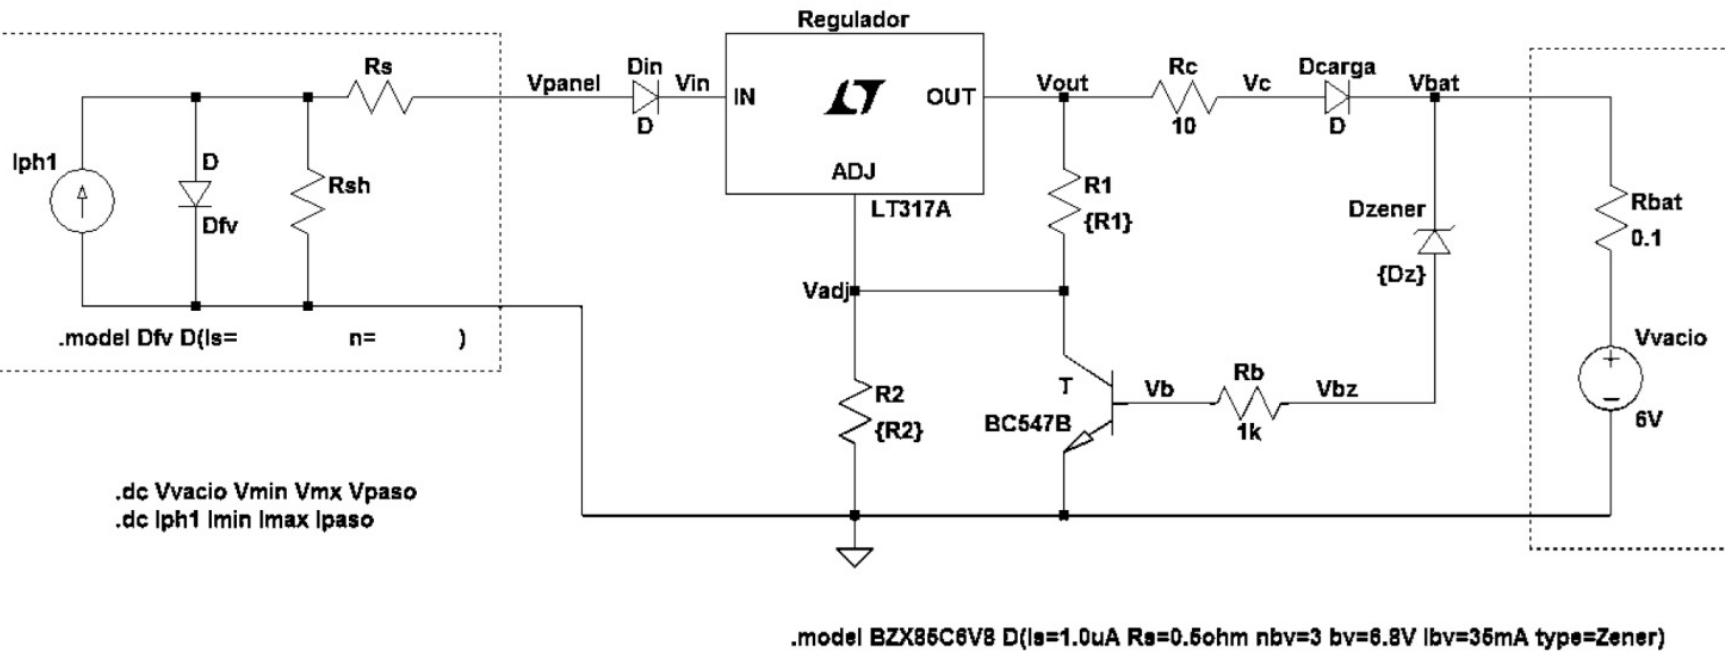 Regulador
Rs
Vpanel
Din
Vin
D
IN
OUT
ADJ
LT317A
Vout
Rc
10
Vc
Dcarga
D
Vbat
Iph1
D
Dfv
Rsh
R1
{R1}
Dzener
{Dz}
Rbat
0.1
Vadj
.model Dfv D(Is= n= )
Vvacio
6V
R2
{R2}
T
BC547B
Vb
Rb
1k
Vbz
.dc Vvacio Vmin Vmx Vpaso
.dc Iph1 Imin Imax Ipaso
.model BZX85C6V8 D(Is=1.0uA Rs=0.5ohm nbv=3 bv=6.8V Ibv=35mA type=Zener)